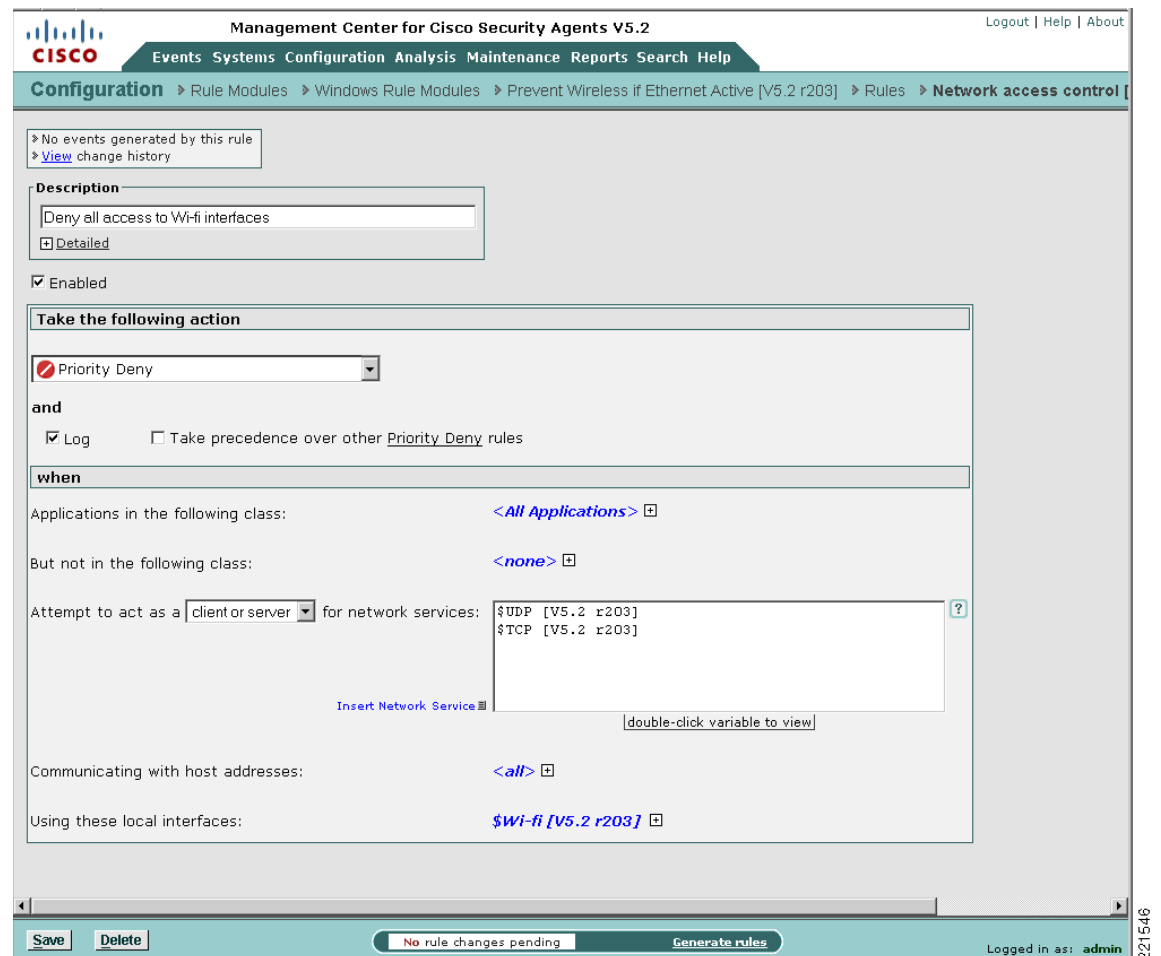 Management Center for Cisco Security Agents V5.2
Logout | Help | About
CISCO
Events Systems Configuration Analysis Maintenance Reports Search Help
Configuration > Rule Modules > Windows Rule Modules > Prevent Wireless if Ethernet Active [V5.2 r203] > Rules > Network access control [
> No events generated by this rule
> View change history
Description
Deny all access to Wi-fi interfaces
+ Detailed
Enabled
Take the following action
Priority Deny
and
Log Take precedence over other Priority Deny rules
when
Applications in the following class: <All Applications> +
But not in the following class: <none> +
Attempt to act as a client or server for network services: $UDP [V5.2 r203] ?
$TCP [V5.2 r203]
Insert Network Service
double-click variable to view
Communicating with host addresses: <all> +
Using these local interfaces: $Wi-fi [V5.2 r203] +
Save Delete No rule changes pending Generate rules Logged in as: admin
221546